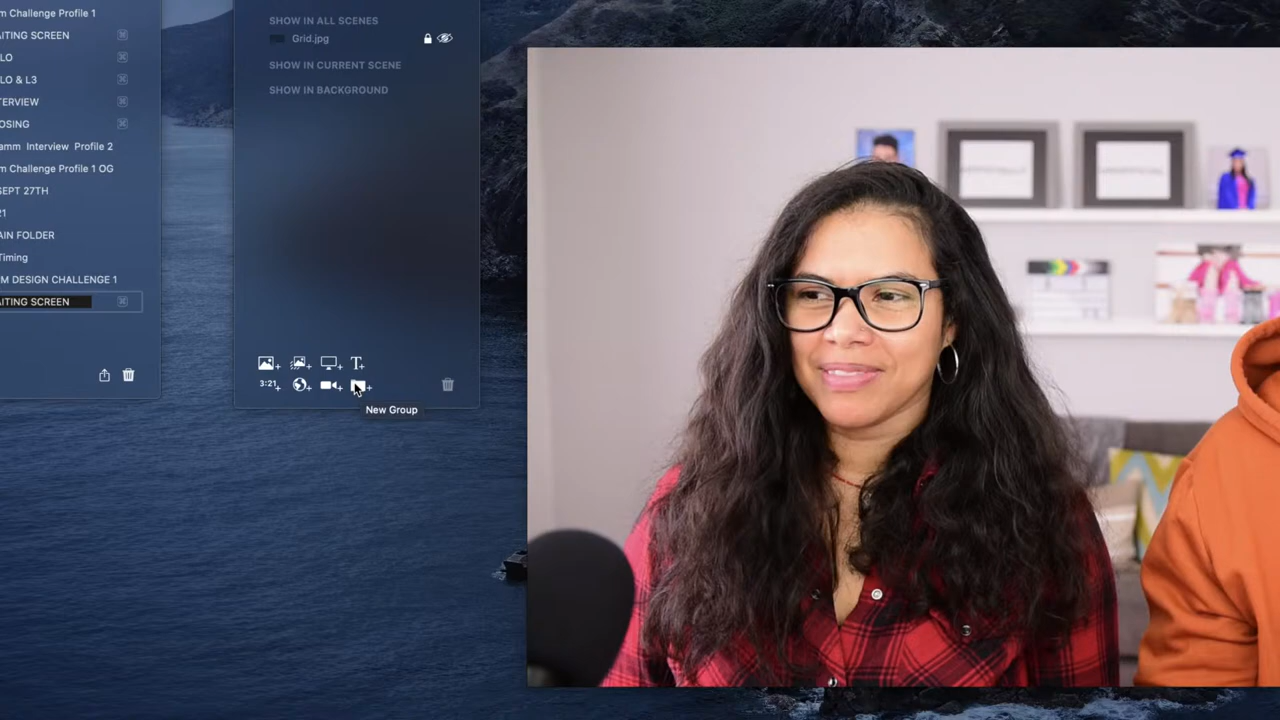 m Challenge Profile 1
AITING SCREEN
LO
LO & L3
TERVIEW
OSING
amm Interview Profile 2
m Challenge Profile 1 OG
SEPT 27TH
21
AIN FOLDER
Timing
M DESIGN CHALLENGE 1
AITING SCREEN
SHOW IN ALL SCENES
Grid.jpg
SHOW IN CURRENT SCENE
SHOW IN BACKGROUND
T+
3:21+
New Group